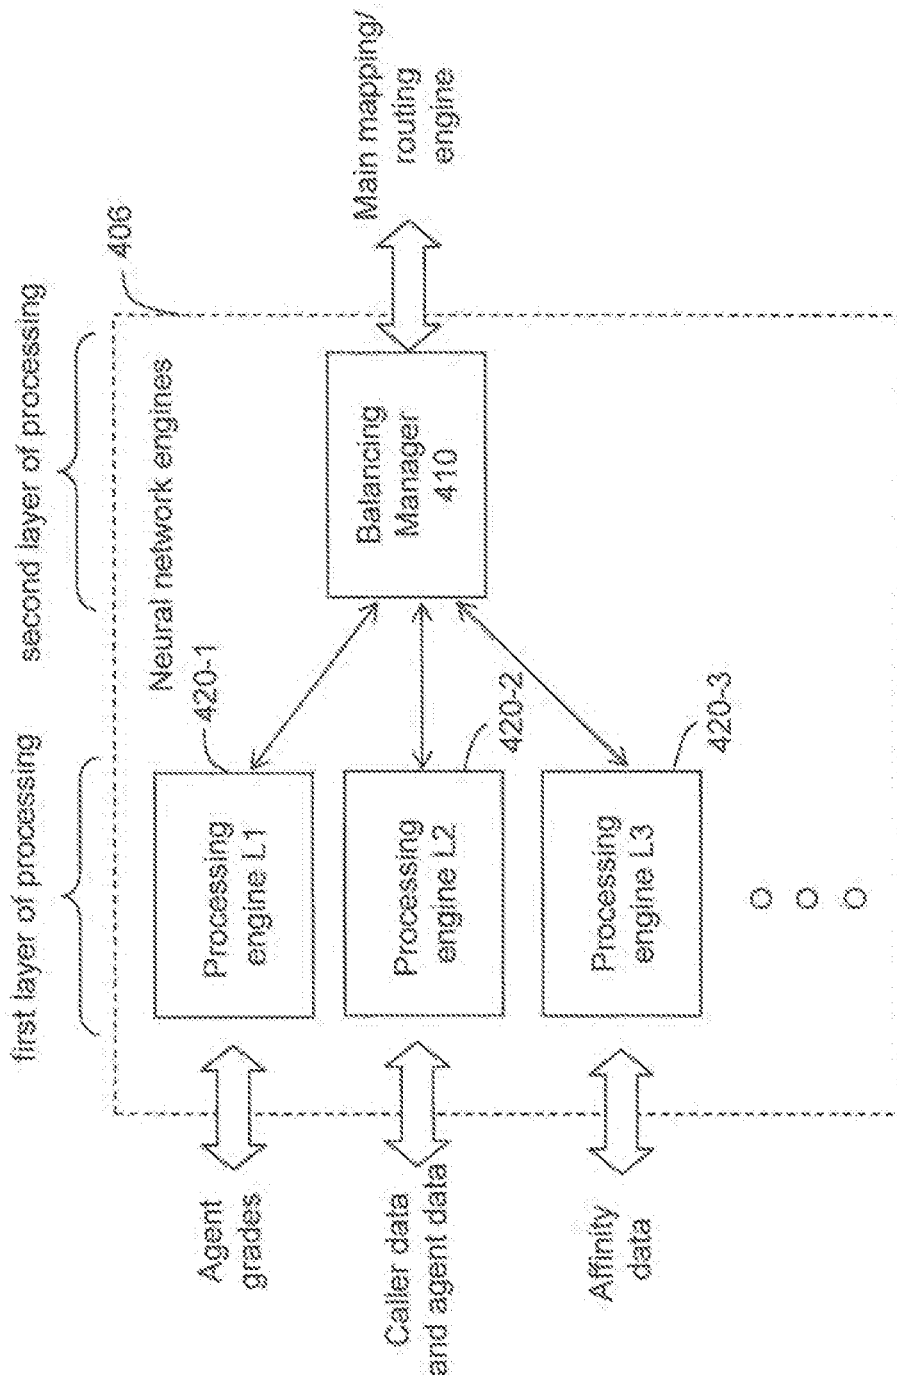 first layer of processing
second layer of processing
406
Neural network engines
Agent
grades
Processing
engine L1
420-1
Caller data
and agent data
Processing
engine L2
420-2
Balancing
Manager
410
Main mapping/
routing
engine
Affinity
data
Processing
engine L3
420-3